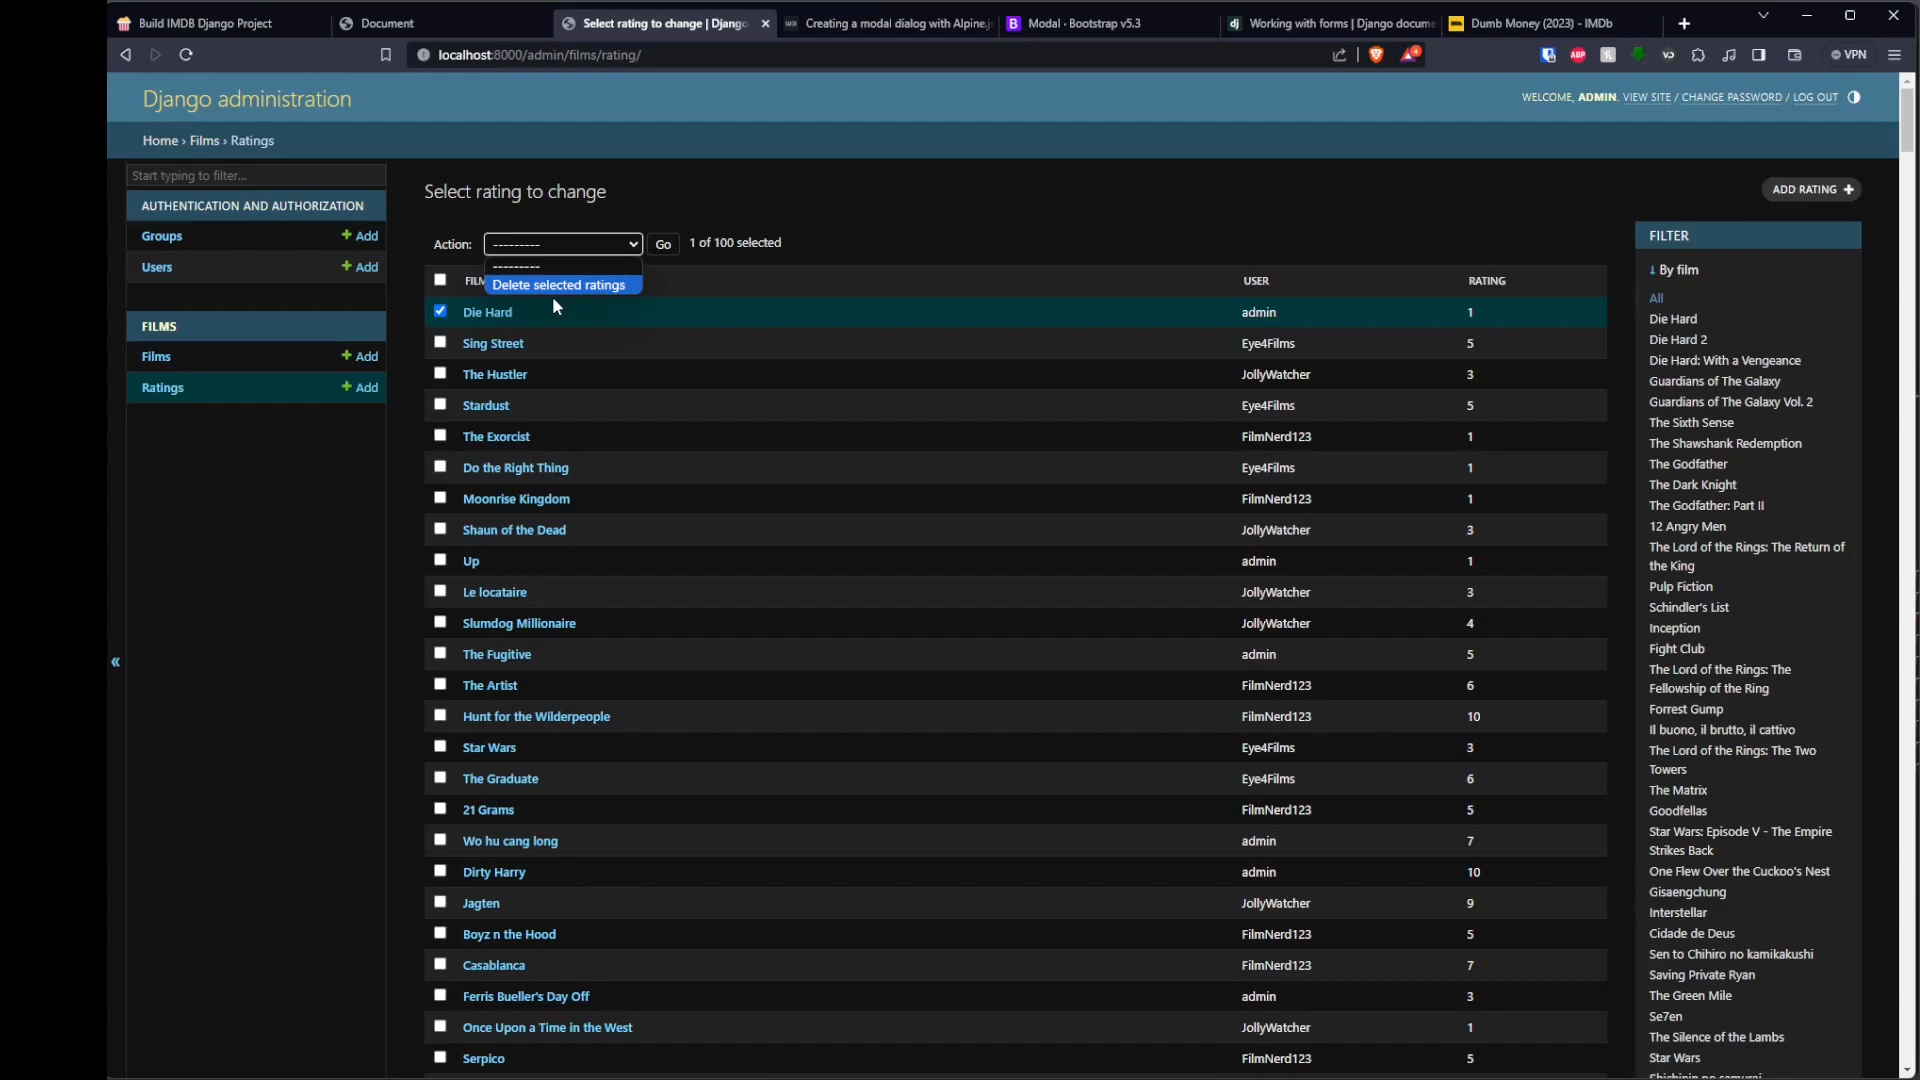 Build IMDB Django Project
Document
Select rating to change | Django
Creating a modal dialog with Alpine.j
Modal · Bootstrap v5.3
Working with forms | Django docume
Dumb Money (2023) - IMDb
localhost:8000/admin/films/rating/
ABP
4
VPN
Django administration
WELCOME, ADMIN. VIEW SITE / CHANGE PASSWORD / LOG OUT
Home › Films › Ratings
Start typing to filter...
AUTHENTICATION AND AUTHORIZATION
Groups + Add
Users + Add
FILMS
Films + Add
Ratings + Add
«
Select rating to change
ADD RATING +
Action: --------- Go 1 of 100 selected
---------
Delete selected ratings
FILM USER RATING
Die Hard admin 1
Sing Street Eye4Films 5
The Hustler JollyWatcher 3
Stardust Eye4Films 5
The Exorcist FilmNerd123 1
Do the Right Thing Eye4Films 1
Moonrise Kingdom FilmNerd123 1
Shaun of the Dead JollyWatcher 3
Up admin 1
Le locataire JollyWatcher 3
Slumdog Millionaire JollyWatcher 4
The Fugitive admin 5
The Artist FilmNerd123 6
Hunt for the Wilderpeople FilmNerd123 10
Star Wars Eye4Films 3
The Graduate Eye4Films 6
21 Grams FilmNerd123 5
Wo hu cang long admin 7
Dirty Harry admin 10
Jagten JollyWatcher 9
Boyz n the Hood FilmNerd123 5
Casablanca FilmNerd123 7
Ferris Bueller's Day Off admin 3
Once Upon a Time in the West JollyWatcher 1
Serpico FilmNerd123 5
FILTER
↓ By film
All
Die Hard
Die Hard 2
Die Hard: With a Vengeance
Guardians of The Galaxy
Guardians of The Galaxy Vol. 2
The Sixth Sense
The Shawshank Redemption
The Godfather
The Dark Knight
The Godfather: Part II
12 Angry Men
The Lord of the Rings: The Return of
the King
Pulp Fiction
Schindler's List
Inception
Fight Club
The Lord of the Rings: The
Fellowship of the Ring
Forrest Gump
Il buono, il brutto, il cattivo
The Lord of the Rings: The Two
Towers
The Matrix
Goodfellas
Star Wars: Episode V - The Empire
Strikes Back
One Flew Over the Cuckoo's Nest
Gisaengchung
Interstellar
Cidade de Deus
Sen to Chihiro no kamikakushi
Saving Private Ryan
The Green Mile
Se7en
The Silence of the Lambs
Star Wars